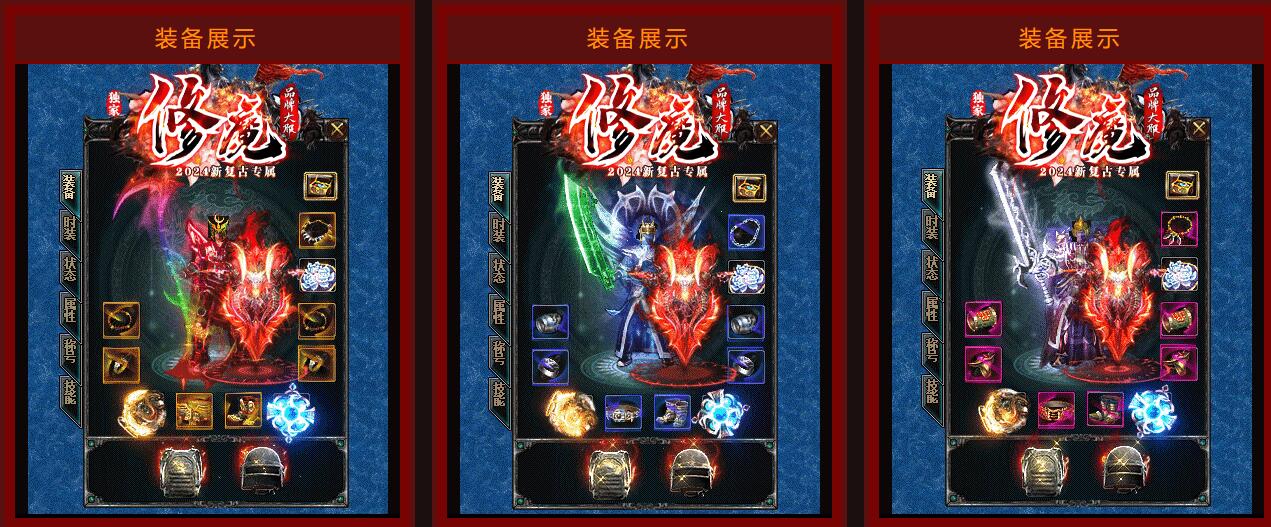 装备展示
独家
修魔
品牌大服
2024新复古专属
装备
时装
状态
属性
称号
技能
装备展示
独家
修魔
品牌大服
2024新复古专属
装备
时装
状态
属性
称号
技能
装备展示
独家
修魔
品牌大服
2024新复古专属
装备
时装
状态
属性
称号
技能